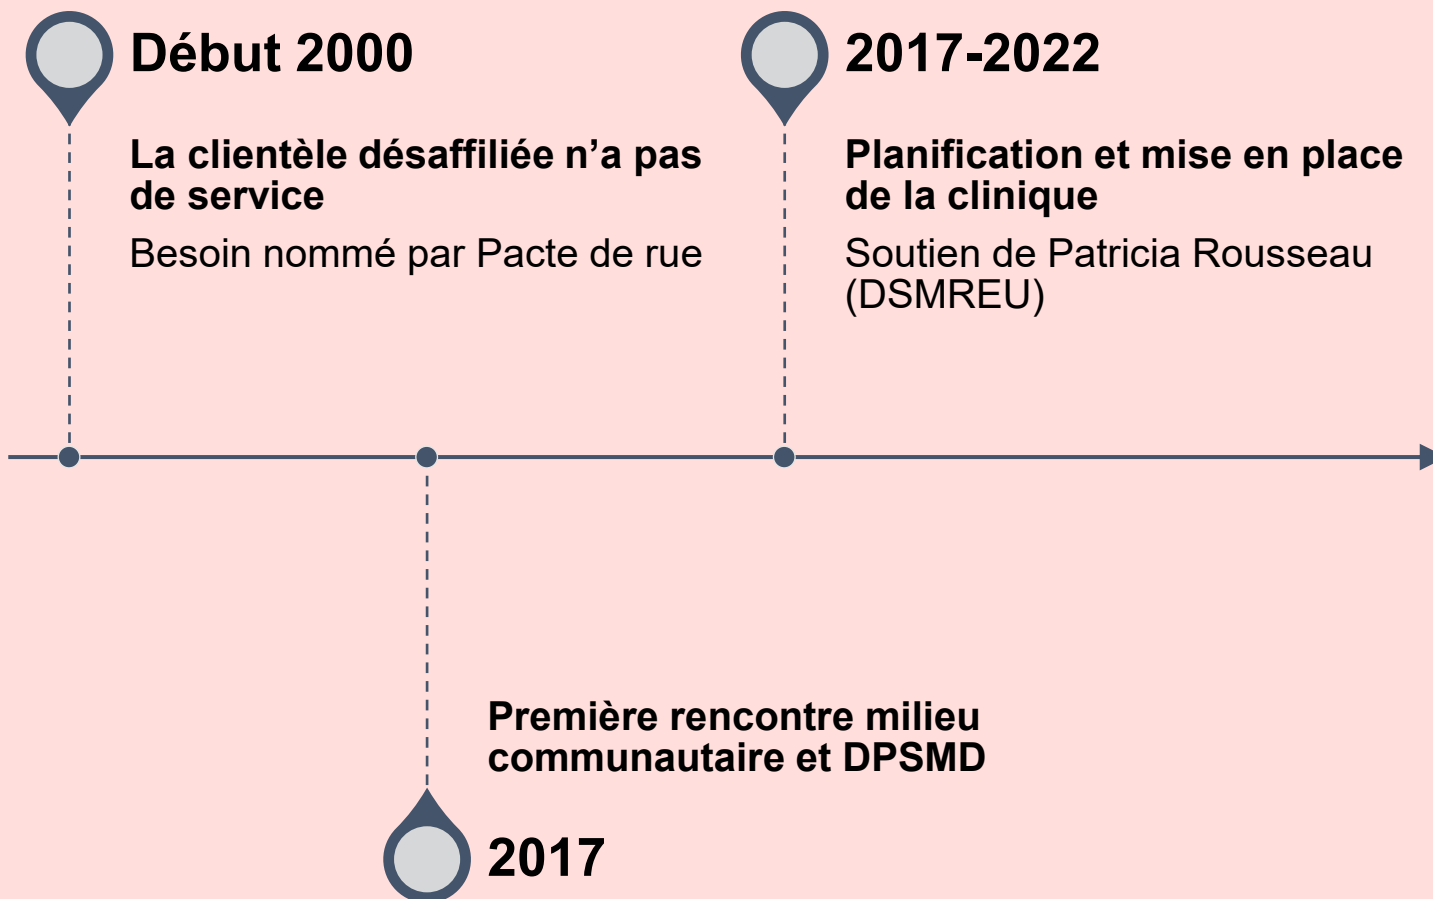 Début 2000
La clientèle désaffiliée n’a pas
de service
Besoin nommé par Pacte de rue
2017-2022
Planification et mise en place
de la clinique
Soutien de Patricia Rousseau
(DSMREU)
Première rencontre milieu
communautaire et DPSMD
2017